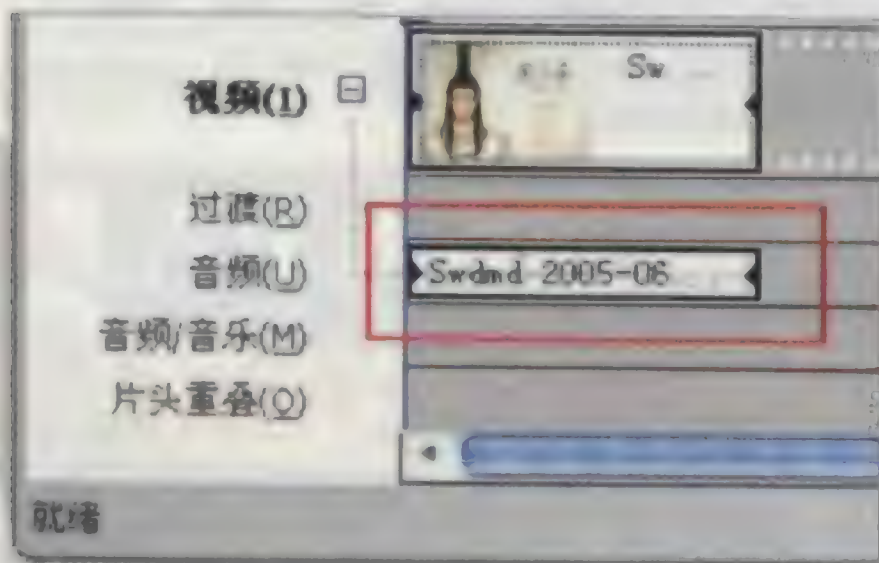 视频(I)
Sw
过渡(R)
音频(U)
Swdmd 2005-06
音频/音乐(M)
片头重叠(O)
就绪